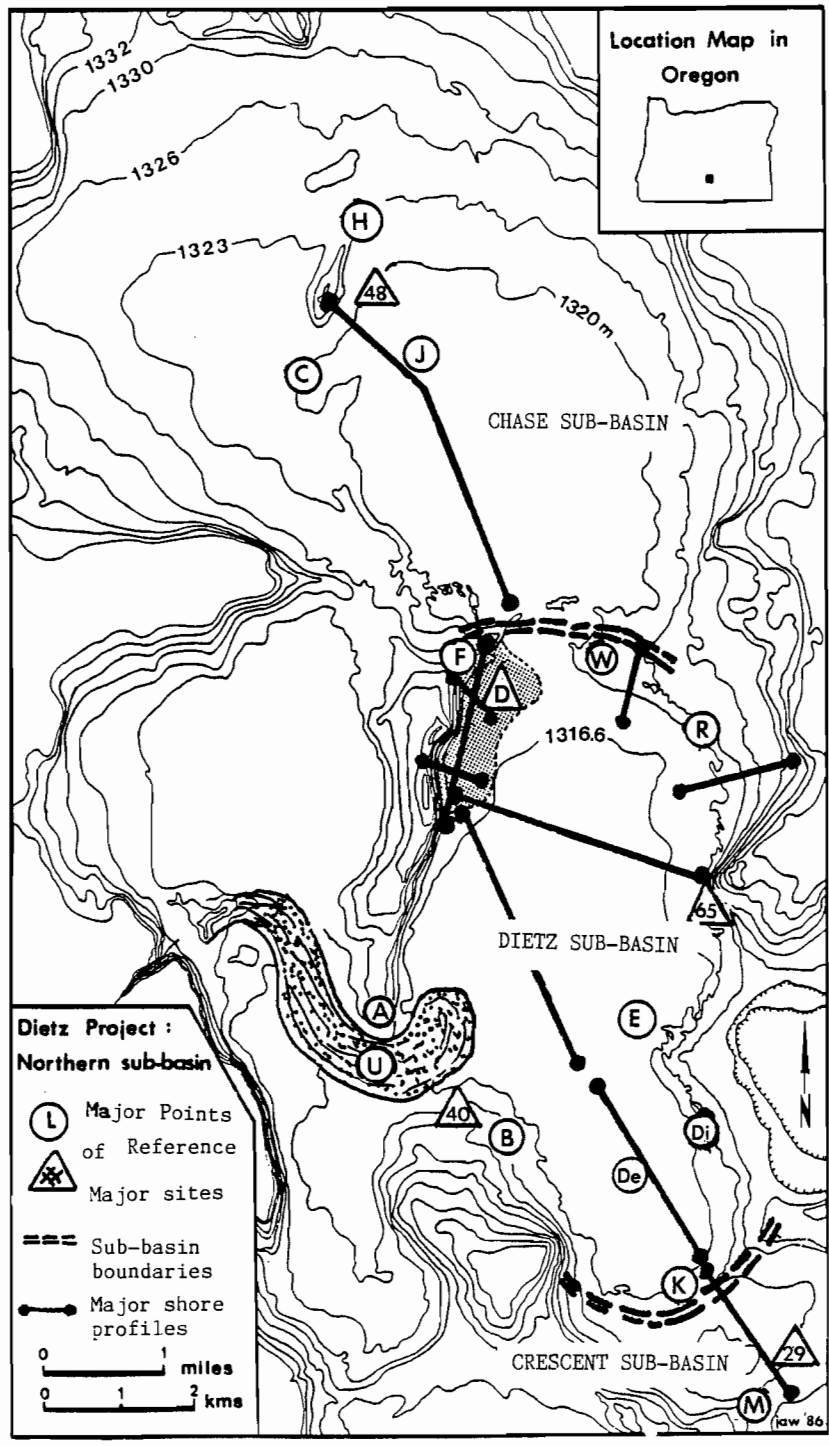 Location Map in
Oregon
1332
1330
1326
1323
H
48
1320 m
J
C
CHASE SUB-BASIN
F
W
D
R
1316.6
65
DIETZ SUB-BASIN
A
E
U
40
B
Di
De
K
CRESCENT SUB-BASIN
29
M
jaw '86
N
Dietz Project :
Northern sub-basin
L Major Points
of Reference
Major sites
Sub-basin
boundaries
Major shore
profiles
0 1 miles
0 1 2 kms